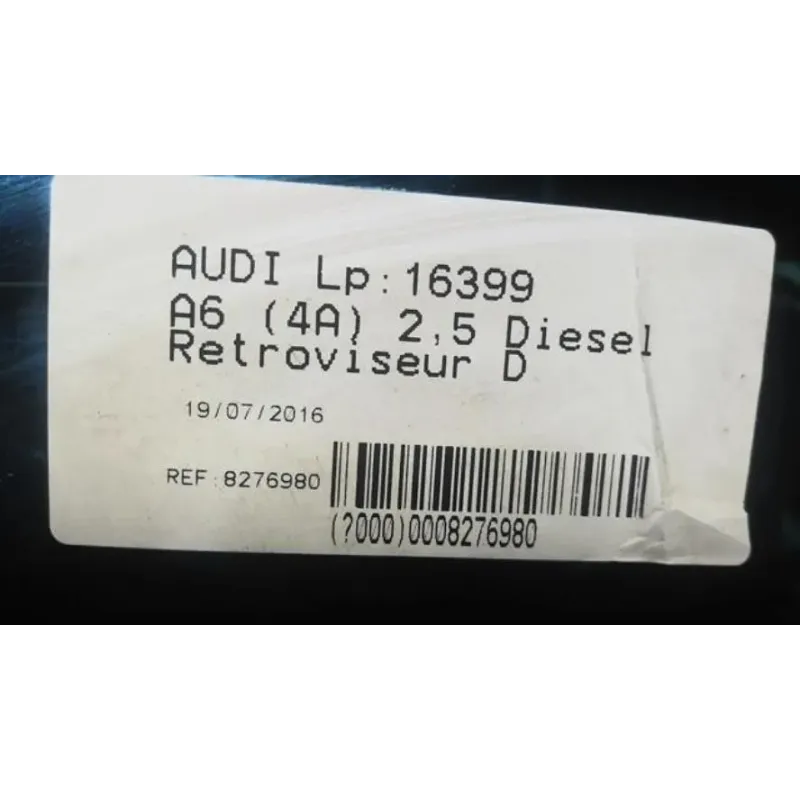 AUDI Lp:16399
A6 (4A) 2,5 Diesel
Retroviseur D
19/07/2016
REF:8276980
(?000)0008276980